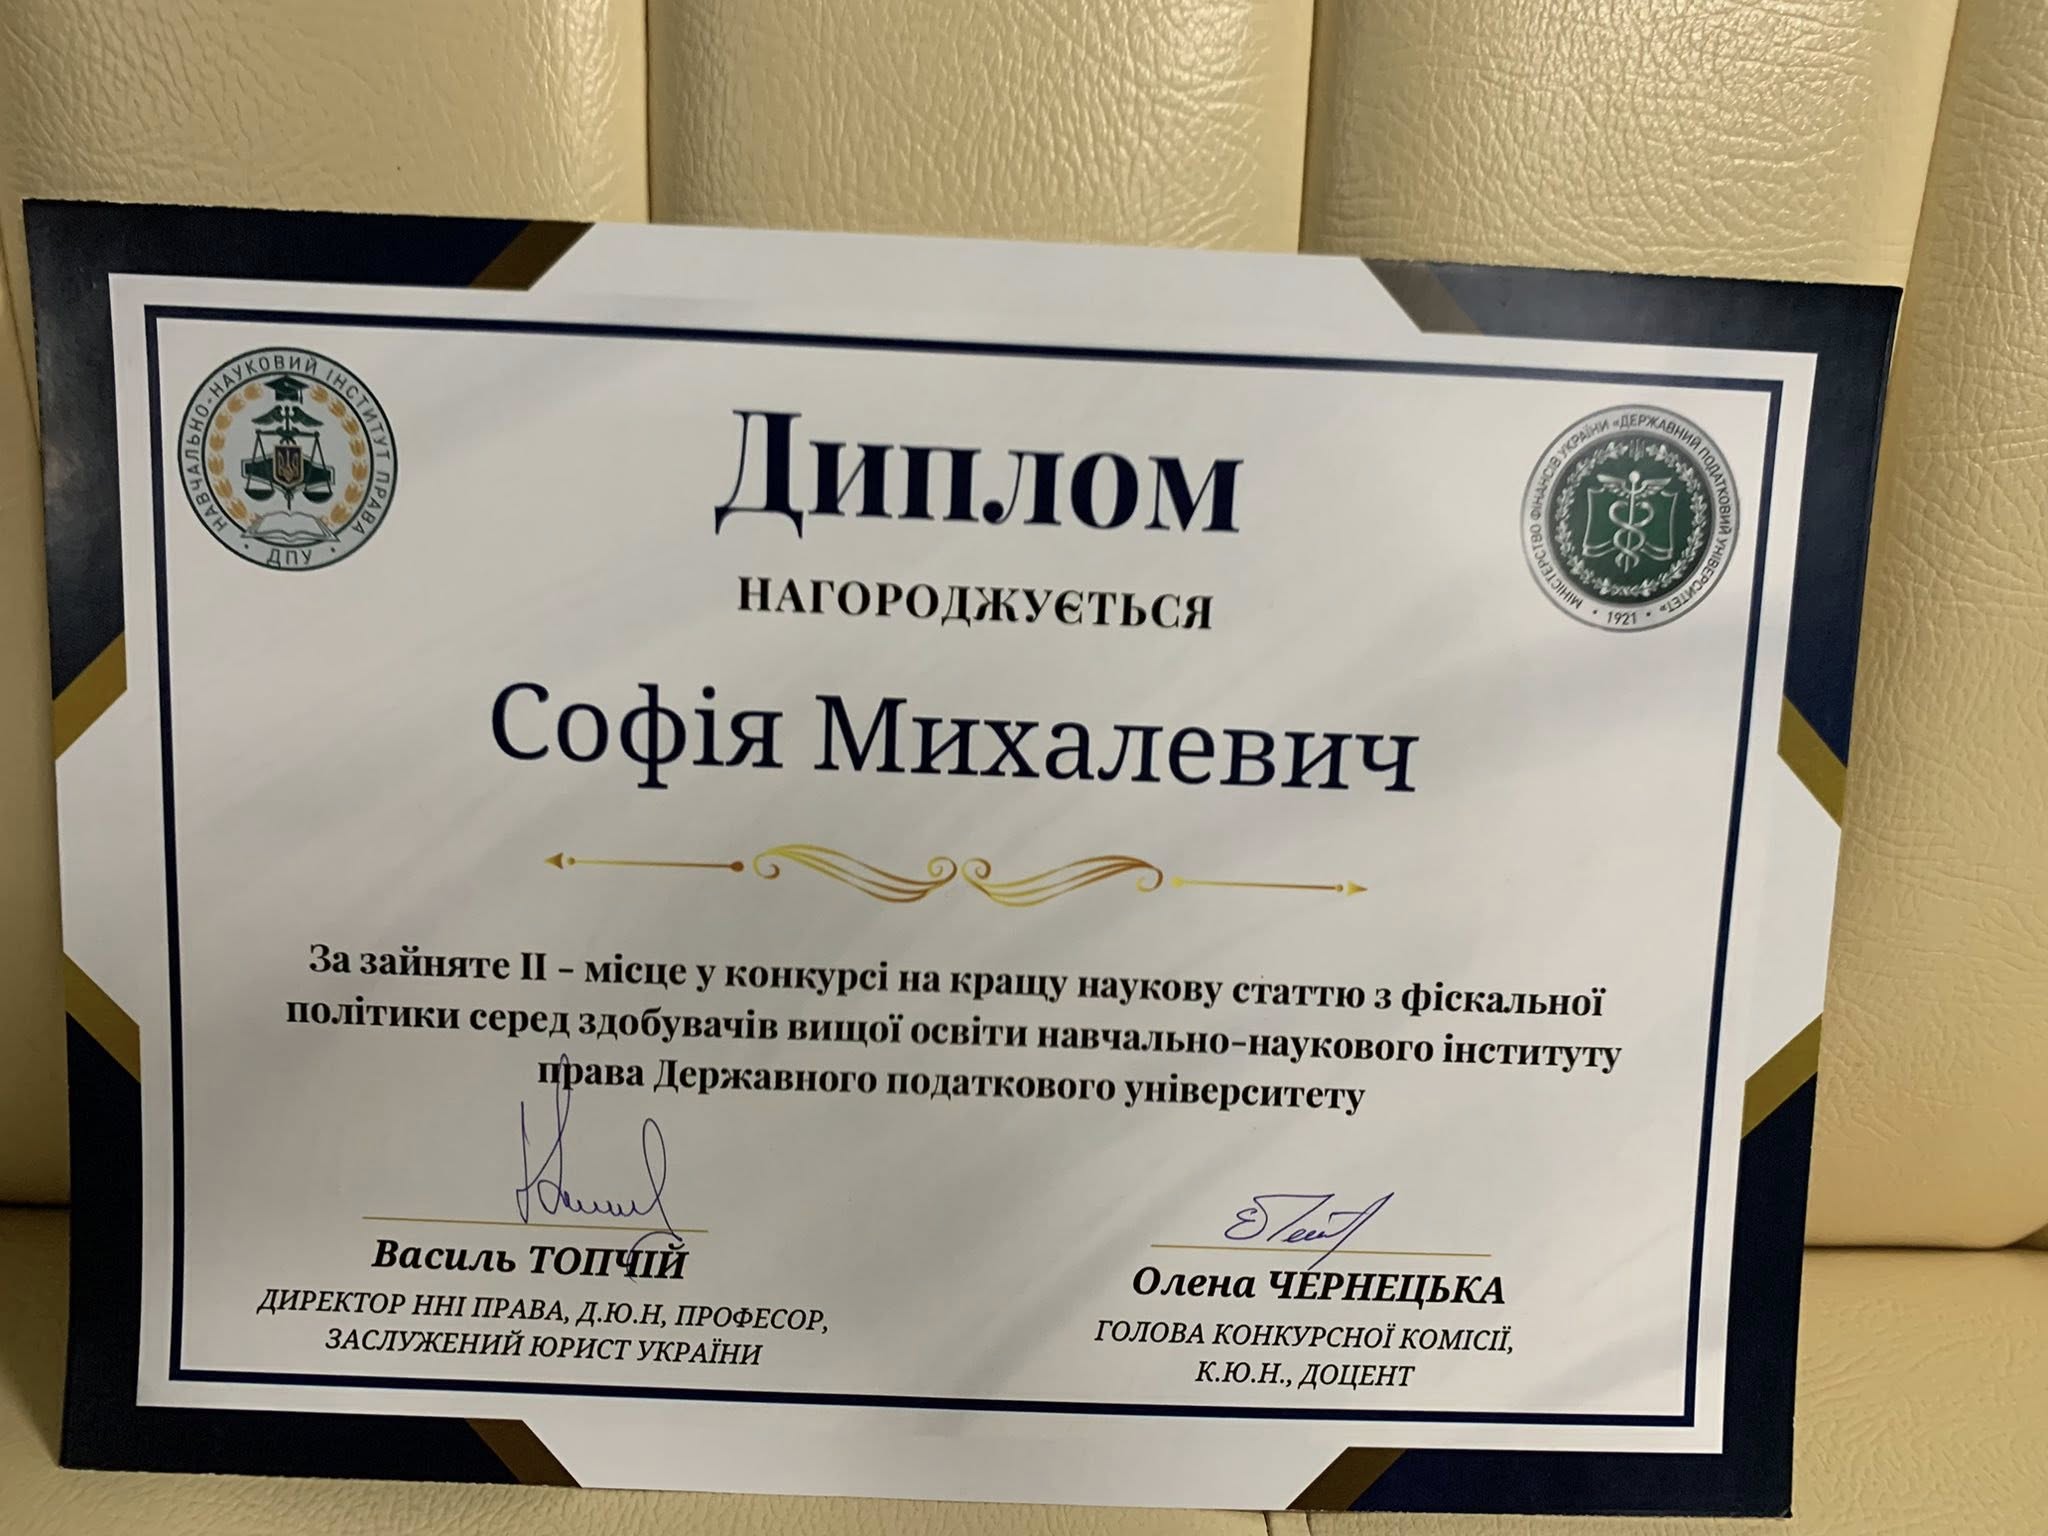 НАВЧАЛЬНО-НАУКОВИЙ ІНСТИТУТ ПРАВА
• ДПУ •
МІНІСТЕРСТВО ФІНАНСІВ УКРАЇНИ «ДЕРЖАВНИЙ ПОДАТКОВИЙ УНІВЕРСИТЕТ»
• 1921 •
Диплом
НАГОРОДЖУЄТЬСЯ
Софія Михалевич
За зайняте II – місце у конкурсі на кращу наукову статтю з фіскальної
політики серед здобувачів вищої освіти навчально-наукового інституту
права Державного податкового університету
Василь ТОПЧІЙ
ДИРЕКТОР ННІ ПРАВА, Д.Ю.Н, ПРОФЕСОР,
ЗАСЛУЖЕНИЙ ЮРИСТ УКРАЇНИ
Олена ЧЕРНЕЦЬКА
ГОЛОВА КОНКУРСНОЇ КОМІСІЇ,
К.Ю.Н., ДОЦЕНТ